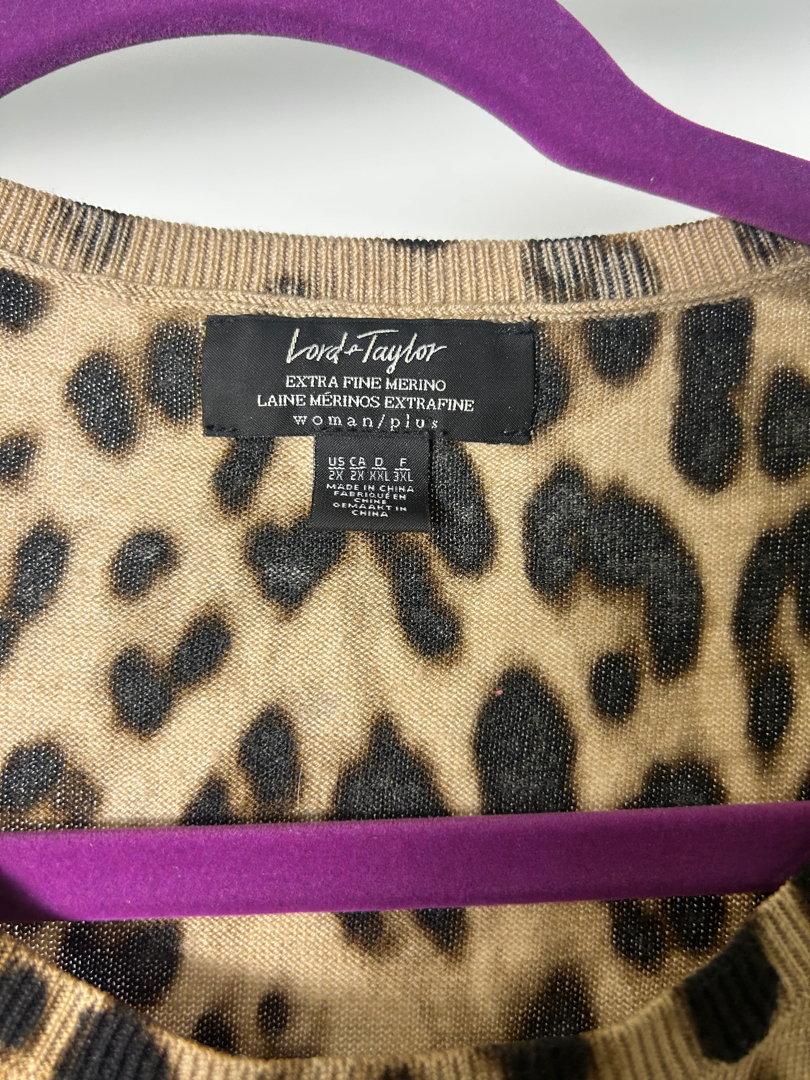 Lord & Taylor
EXTRA FINE MERINO
LAINE MÉRINOS EXTRAFINE
woman/plus
US CA D F
2X 2X XXL 3XL
MADE IN CHINA
FABRIQUÉ EN
CHINE
GEMAAKT IN
CHINA